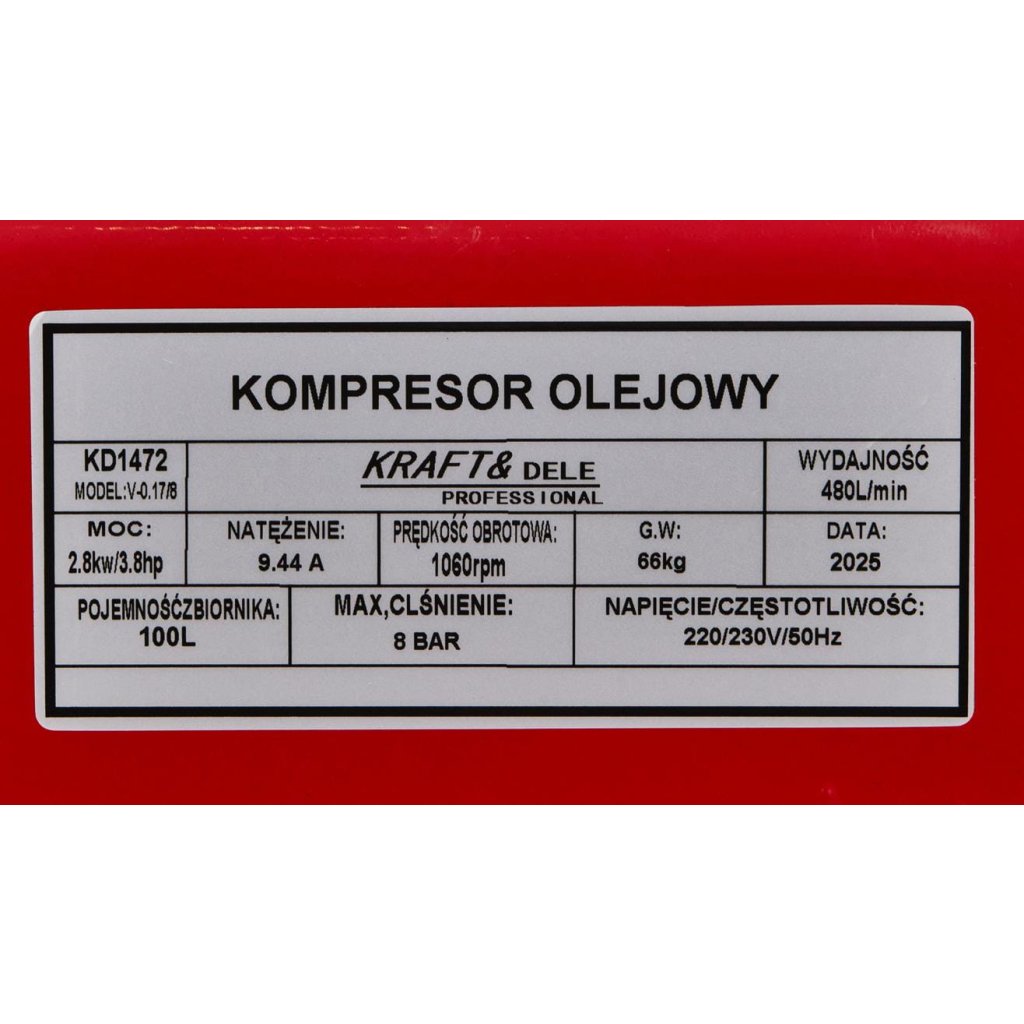 KOMPRESOR OLEJOWY
KD1472
MODEL:V-0.17/8
KRAFT& DELE
PROFESSIONAL
WYDAJNOŚĆ
480L/min
MOC:
2.8kw/3.8hp
NATĘŻENIE:
9.44 A
PRĘDKOŚĆ OBROTOWA:
1060rpm
G.W:
66kg
DATA:
2025
POJEMNOŚĆZBIORNIKA:
100L
MAX,CLŚNIENIE:
8 BAR
NAPIĘCIE/CZĘSTOTLIWOŚĆ:
220/230V/50Hz